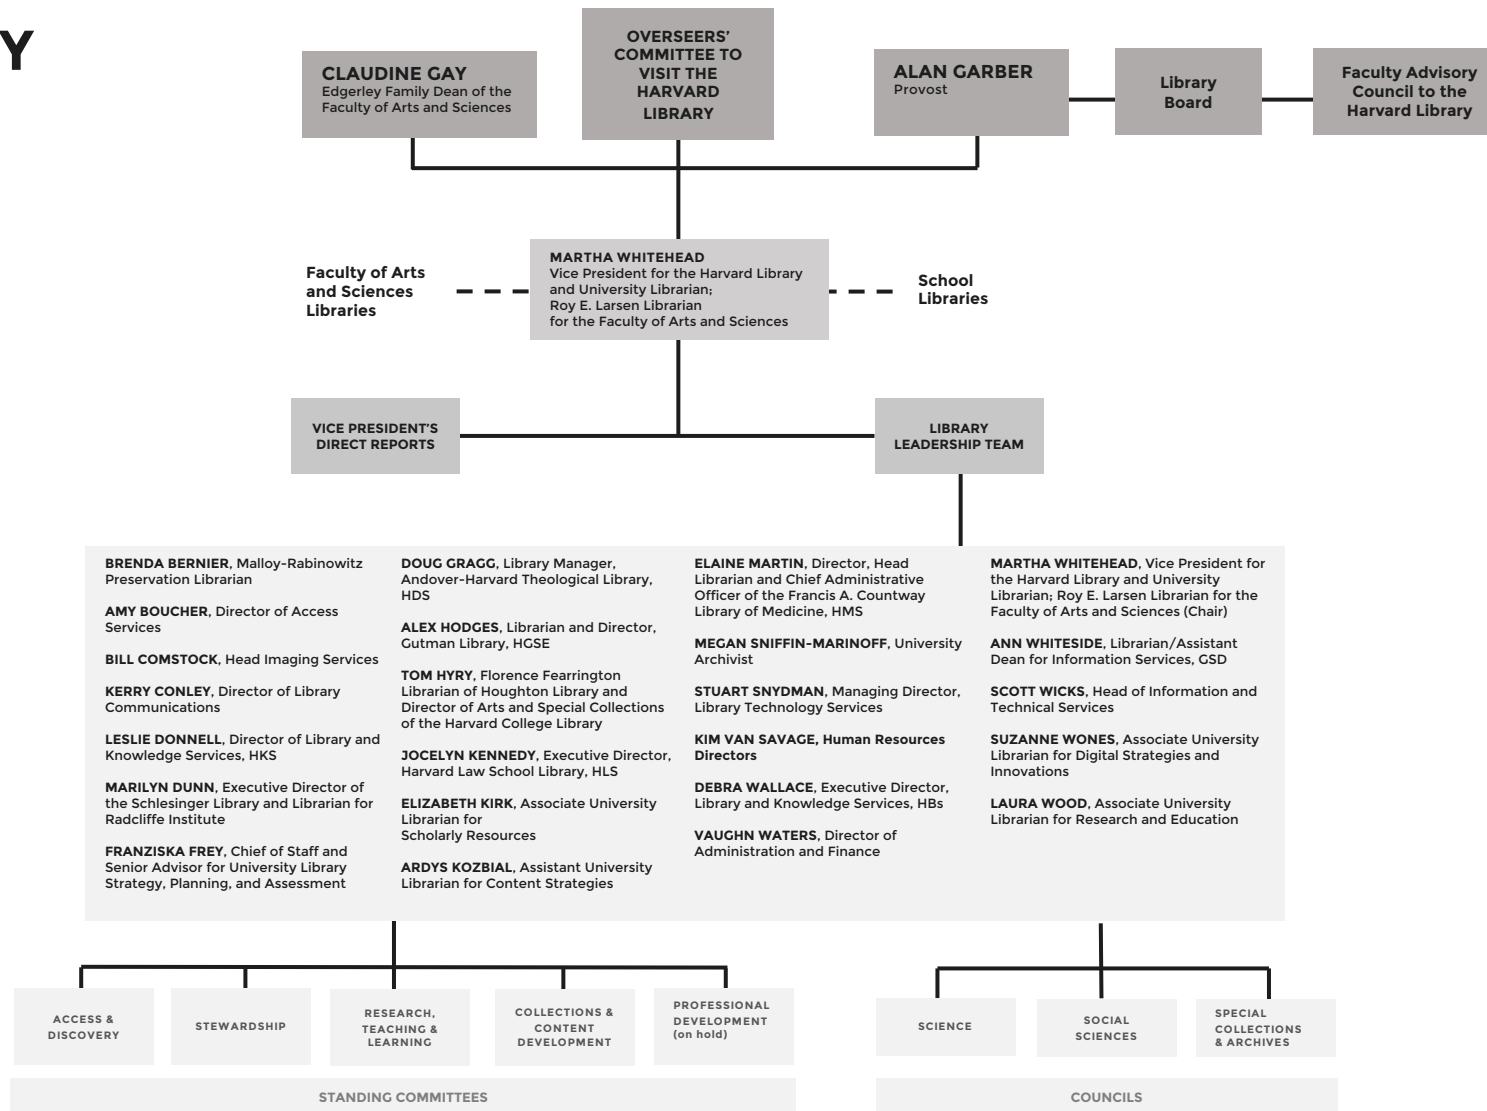 Y
CLAUDINE GAY
Edgerley Family Dean of the
Faculty of Arts and Sciences
OVERSEERS'
COMMITTEE TO
VISIT THE
HARVARD
LIBRARY
ALAN GARBER
Provost
Library
Board
Faculty Advisory
Council to the
Harvard Library
Faculty of Arts
and Sciences
Libraries
MARTHA WHITEHEAD
Vice President for the Harvard Library
and University Librarian;
Roy E. Larsen Librarian
for the Faculty of Arts and Sciences
School
Libraries
VICE PRESIDENT'S
DIRECT REPORTS
LIBRARY
LEADERSHIP TEAM
BRENDA BERNIER, Malloy-Rabinowitz
Preservation Librarian
AMY BOUCHER, Director of Access
Services
BILL COMSTOCK, Head Imaging Services
KERRY CONLEY, Director of Library
Communications
LESLIE DONNELL, Director of Library and
Knowledge Services, HKS
MARILYN DUNN, Executive Director of
the Schlesinger Library and Librarian for
Radcliffe Institute
FRANZISKA FREY, Chief of Staff and
Senior Advisor for University Library
Strategy, Planning, and Assessment
DOUG GRAGG, Library Manager,
Andover-Harvard Theological Library,
HDS
ALEX HODGES, Librarian and Director,
Gutman Library, HGSE
TOM HYRY, Florence Fearrington
Librarian of Houghton Library and
Director of Arts and Special Collections
of the Harvard College Library
JOCELYN KENNEDY, Executive Director,
Harvard Law School Library, HLS
ELIZABETH KIRK, Associate University
Librarian for
Scholarly Resources
ARDYS KOZBIAL, Assistant University
Librarian for Content Strategies
ELAINE MARTIN, Director, Head
Librarian and Chief Administrative
Officer of the Francis A. Countway
Library of Medicine, HMS
MEGAN SNIFFIN-MARINOFF, University
Archivist
STUART SNYDMAN, Managing Director,
Library Technology Services
KIM VAN SAVAGE, Human Resources
Directors
DEBRA WALLACE, Executive Director,
Library and Knowledge Services, HBs
VAUGHN WATERS, Director of
Administration and Finance
MARTHA WHITEHEAD, Vice President for
the Harvard Library and University
Librarian; Roy E. Larsen Librarian for the
Faculty of Arts and Sciences (Chair)
ANN WHITESIDE, Librarian/Assistant
Dean for Information Services, GSD
SCOTT WICKS, Head of Information and
Technical Services
SUZANNE WONES, Associate University
Librarian for Digital Strategies and
Innovations
LAURA WOOD, Associate University
Librarian for Research and Education
ACCESS &
DISCOVERY
STEWARDSHIP
RESEARCH,
TEACHING &
LEARNING
COLLECTIONS &
CONTENT
DEVELOPMENT
PROFESSIONAL
DEVELOPMENT
(on hold)
SCIENCE
SOCIAL
SCIENCES
SPECIAL
COLLECTIONS
& ARCHIVES
STANDING COMMITTEES
COUNCILS